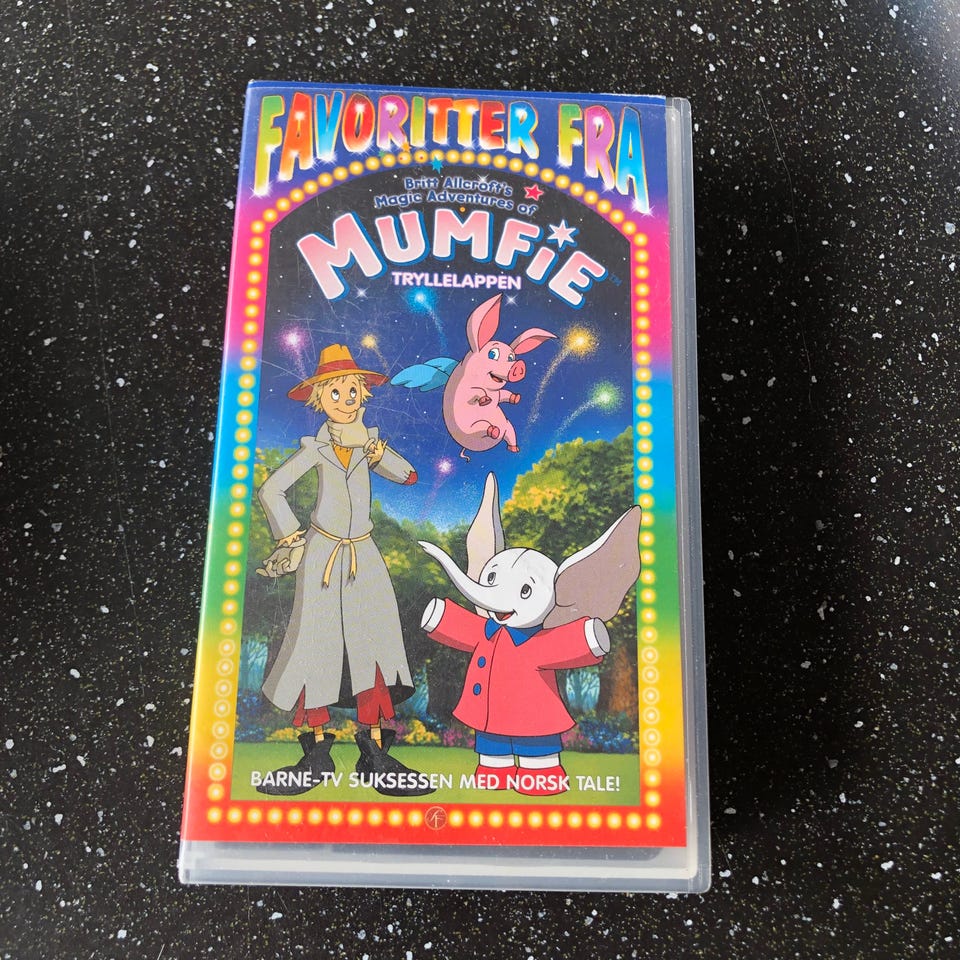 FAVORITTER FRA
Britt Allcroft's
Magic Adventures of
MUMFIE
TRYLLELAPPEN
BARNE-TV SUKSESSEN MED NORSK TALE!